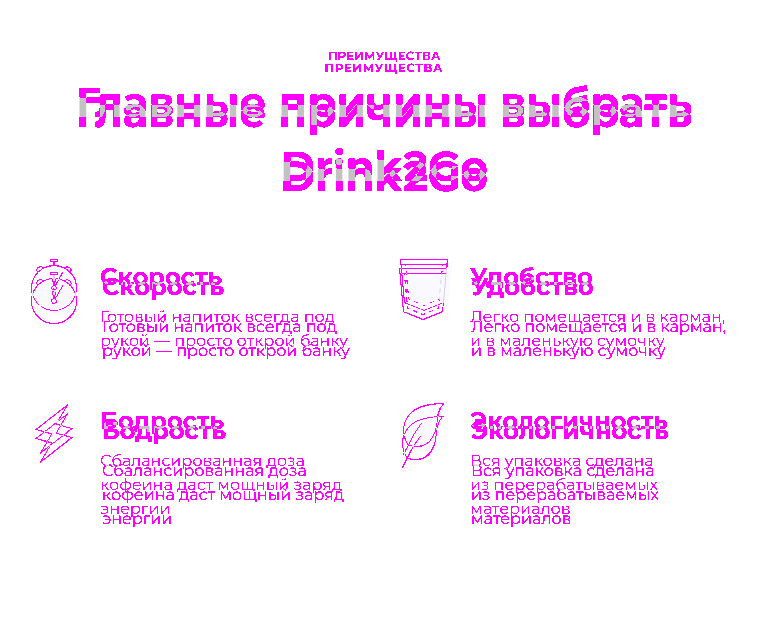 ПРЕИМУЩЕСТВА
ПРЕИМУЩЕСТВА
Главные причины выбрать
Drink2Go
Скорость
Скорость
Готовый напиток всегда под
Готовый напиток всегда под
рукой — просто открой банку
рукой — просто открой банку
Удобство
Удобство
Легко помещается и в карман,
Легко помещается и в карман,
и в маленькую сумочку
и в маленькую сумочку
Бодрость
Бодрость
Сбалансированная доза
Сбалансированная доза
кофеина даст мощный заряд
кофеина даст мощный заряд
энергии
энергии
Экологичность
Экологичность
Вся упаковка сделана
Вся упаковка сделана
из перерабатываемых
из перерабатываемых
материалов
материалов